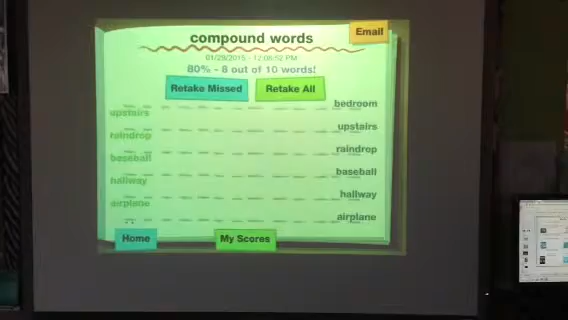 Email
compound words
01/29/2015 - 12:06:52 PM
80% - 8 out of 10 words!
Retake Missed Retake All
bedroom
upstairs upstairs
raindrop raindrop
baseball baseball
hallway hallway
airplane airplane
Home My Scores